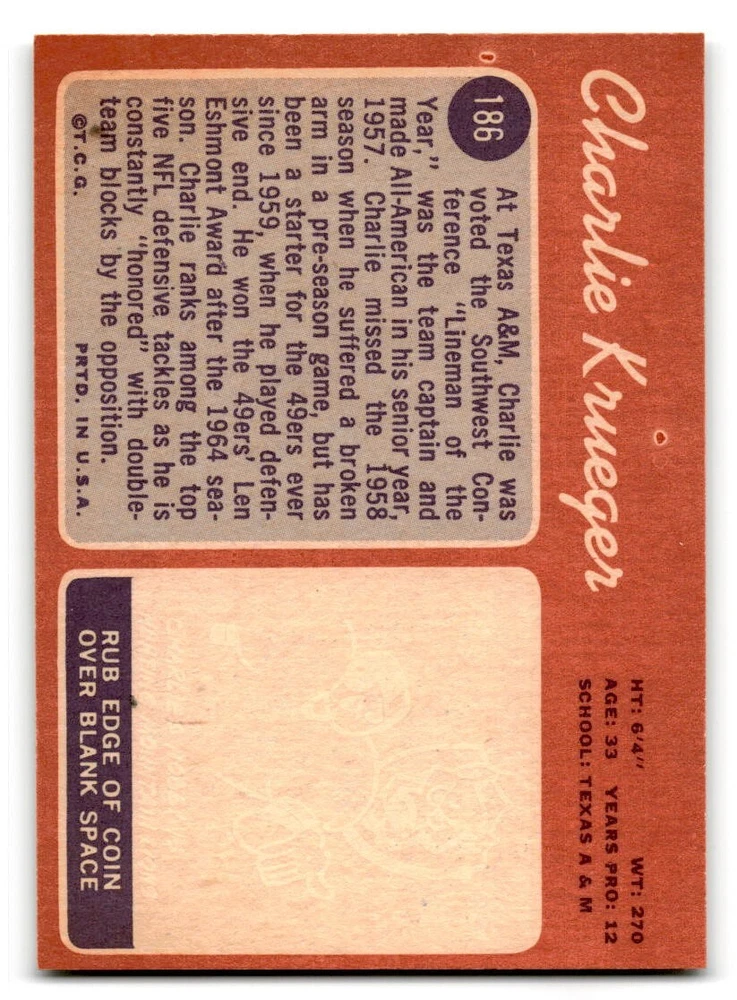 Charlie Krueger
HT: 6'4" WT: 270
AGE: 33 YEARS PRO: 12
SCHOOL: TEXAS A & M
186
At Texas A&M, Charlie was
voted the Southwest Con-
ference "Lineman of the
Year," was the team captain and
made All-American in his senior year,
1957. Charlie missed the 1958
season when he suffered a broken
arm in a pre-season game, but has
been a starter for the 49ers ever
since 1959, when he played defen-
sive end. He won the 49ers' Len
Eshmont Award after the 1964 sea-
son. Charlie ranks among the top
five NFL defensive tackles as he is
constantly "honored" with double-
team blocks by the opposition.
©T.C.G. PRTD. IN U.S.A.
RUB EDGE OF COIN
OVER BLANK SPACE